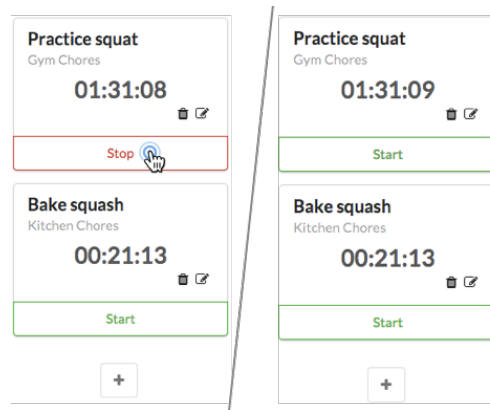 Practice squat
Gym Chores
01:31:08
Stop
Bake squash
Kitchen Chores
00:21:13
Start
+
Practice squat
Gym Chores
01:31:09
Start
Bake squash
Kitchen Chores
00:21:13
Start
+